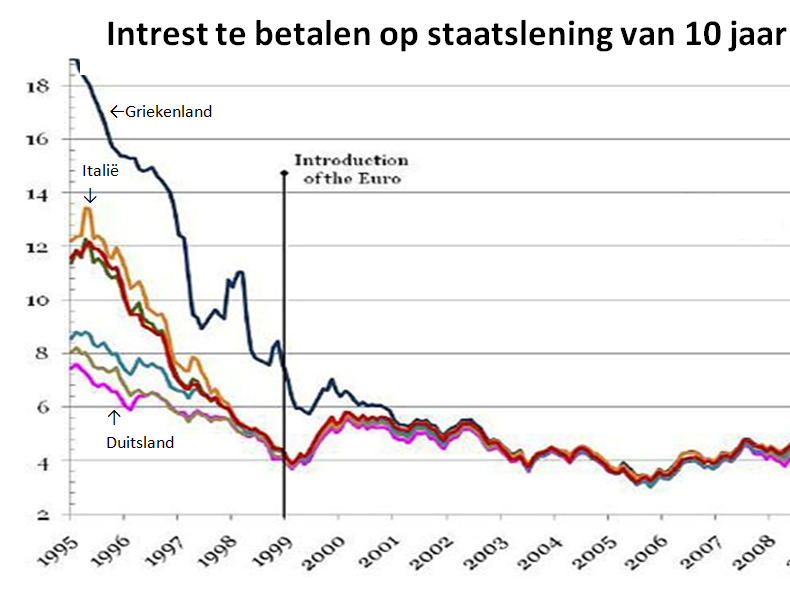 Intrest te betalen op staatslening van 10 jaar
18
←Griekenland
16
Introduction
of the Euro
Italië
↓
14
12
10
8
6
↑
Duitsland
4
2
1995 1996 1997 1998 1999 2000 2001 2002 2003 2004 2005 2006 2007 2008